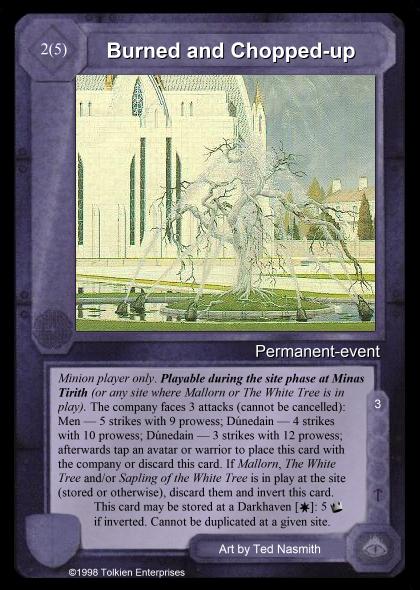 2(5)
Burned and Chopped-up
Permanent-event
Minion player only. Playable during the site phase at Minas
Tirith (or any site where Mallorn or The White Tree is in
play). The company faces 3 attacks (cannot be cancelled):
Men — 5 strikes with 9 prowess; Dúnedain — 4 strikes
with 10 prowess; Dúnedain — 3 strikes with 12 prowess;
afterwards tap an avatar or warrior to place this card with
the company or discard this card. If Mallorn, The White
Tree and/or Sapling of the White Tree is in play at the site
(stored or otherwise), discard them and invert this card.
This may be stored at a Darkhaven [✷]: 5
if inverted. Cannot be duplicated at a given site.
3
Art by Ted Nasmith
©1998 Tolkien Enterprises